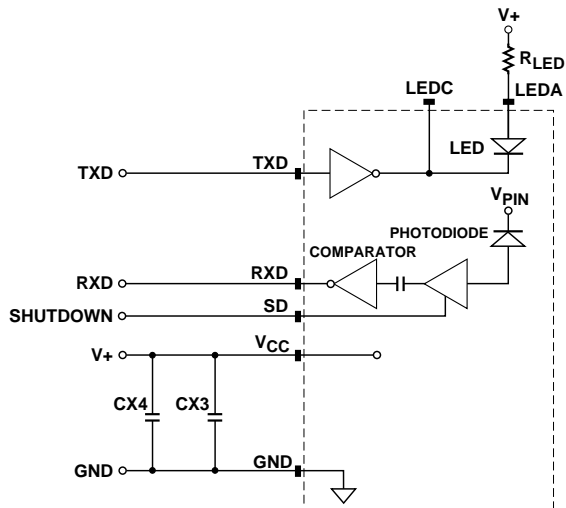 V+
RLED
LEDC
LEDA
LED
TXD
TXD
VPIN
PHOTODIODE
COMPARATOR
RXD
RXD
SD
SHUTDOWN
V+
VCC
CX4
CX3
GND
GND